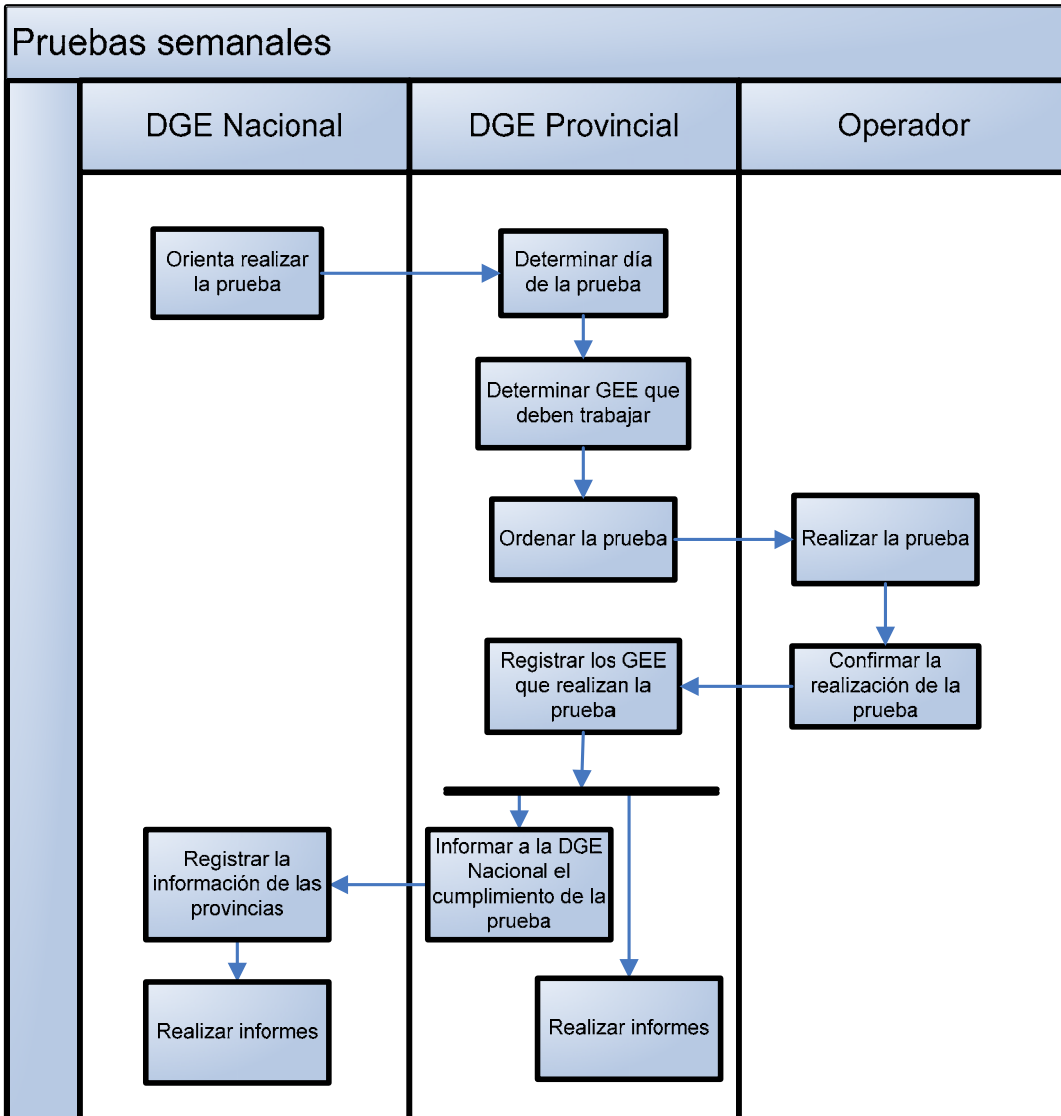 Pruebas semanales
DGE Nacional
DGE Provincial
Operador
Orienta realizar
la prueba
Determinar día
de la prueba
Determinar GEE que
deben trabajar
Ordenar la prueba
Realizar la prueba
Registrar los GEE
que realizan la
prueba
Confirmar la
realización de la
prueba
Registrar la
información de las
provincias
Informar a la DGE
Nacional el
cumplimiento de la
prueba
Realizar informes
Realizar informes